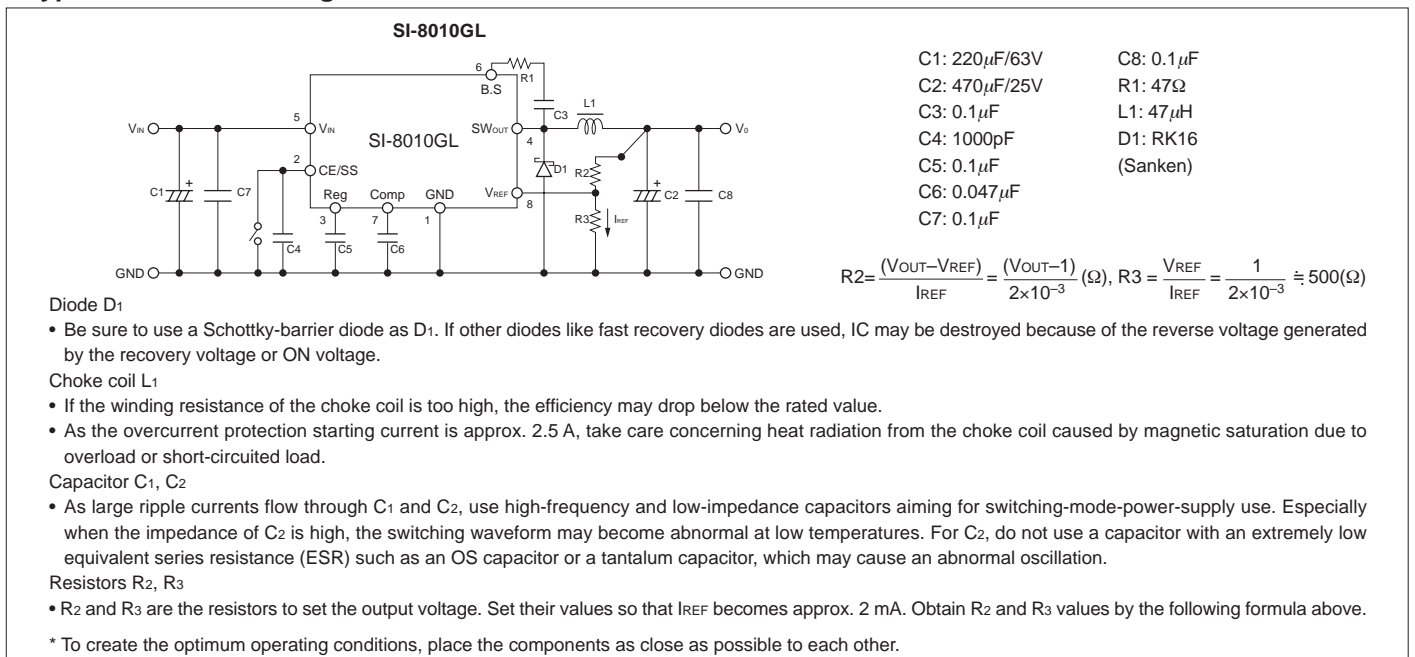 SI-8010GL
C1: 220µF/63V
C2: 470µF/25V
C3: 0.1µF
C4: 1000pF
C5: 0.1µF
C6: 0.047µF
C7: 0.1µF
C8: 0.1µF
R1: 47Ω
L1: 47µH
D1: RK16
(Sanken)
6
B.S
R1
C3
L1
VIN
5
VIN
SI-8010GL
SWOUT
4
VO
2
CE/SS
D1
R2
C1
+
C7
Reg
Comp
GND
VREF
8
+
C2
C8
3
7
1
R3
IREF
C4
C5
C6
GND
GND
R2=(VOUT–VREF)/IREF = (VOUT–1)/2×10–3 (Ω), R3 = VREF/IREF = 1/2×10–3 ≒ 500(Ω)
Diode D1
• Be sure to use a Schottky-barrier diode as D1. If other diodes like fast recovery diodes are used, IC may be destroyed because of the reverse voltage generated
by the recovery voltage or ON voltage.
Choke coil L1
• If the winding resistance of the choke coil is too high, the efficiency may drop below the rated value.
• As the overcurrent protection starting current is approx. 2.5 A, take care concerning heat radiation from the choke coil caused by magnetic saturation due to
overload or short-circuited load.
Capacitor C1, C2
• As large ripple currents flow through C1 and C2, use high-frequency and low-impedance capacitors aiming for switching-mode-power-supply use. Especially
when the impedance of C2 is high, the switching waveform may become abnormal at low temperatures. For C2, do not use a capacitor with an extremely low
equivalent series resistance (ESR) such as an OS capacitor or a tantalum capacitor, which may cause an abnormal oscillation.
Resistors R2, R3
• R2 and R3 are the resistors to set the output voltage. Set their values so that IREF becomes approx. 2 mA. Obtain R2 and R3 values by the following formula above.
* To create the optimum operating conditions, place the components as close as possible to each other.